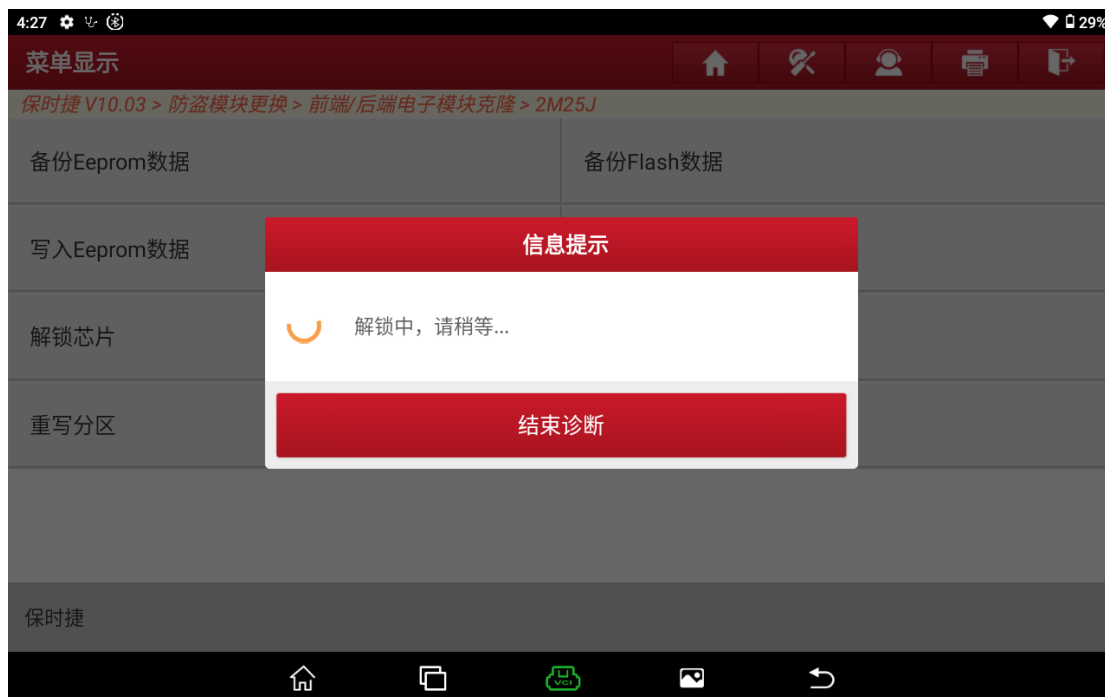 4:27
29%
菜单显示
保时捷 V10.03 > 防盗模块更换 > 前端/后端电子模块克隆 > 2M25J
备份Eeprom数据
备份Flash数据
写入Eeprom数据
信息提示
解锁芯片
解锁中，请稍等...
重写分区
结束诊断
保时捷
VCI